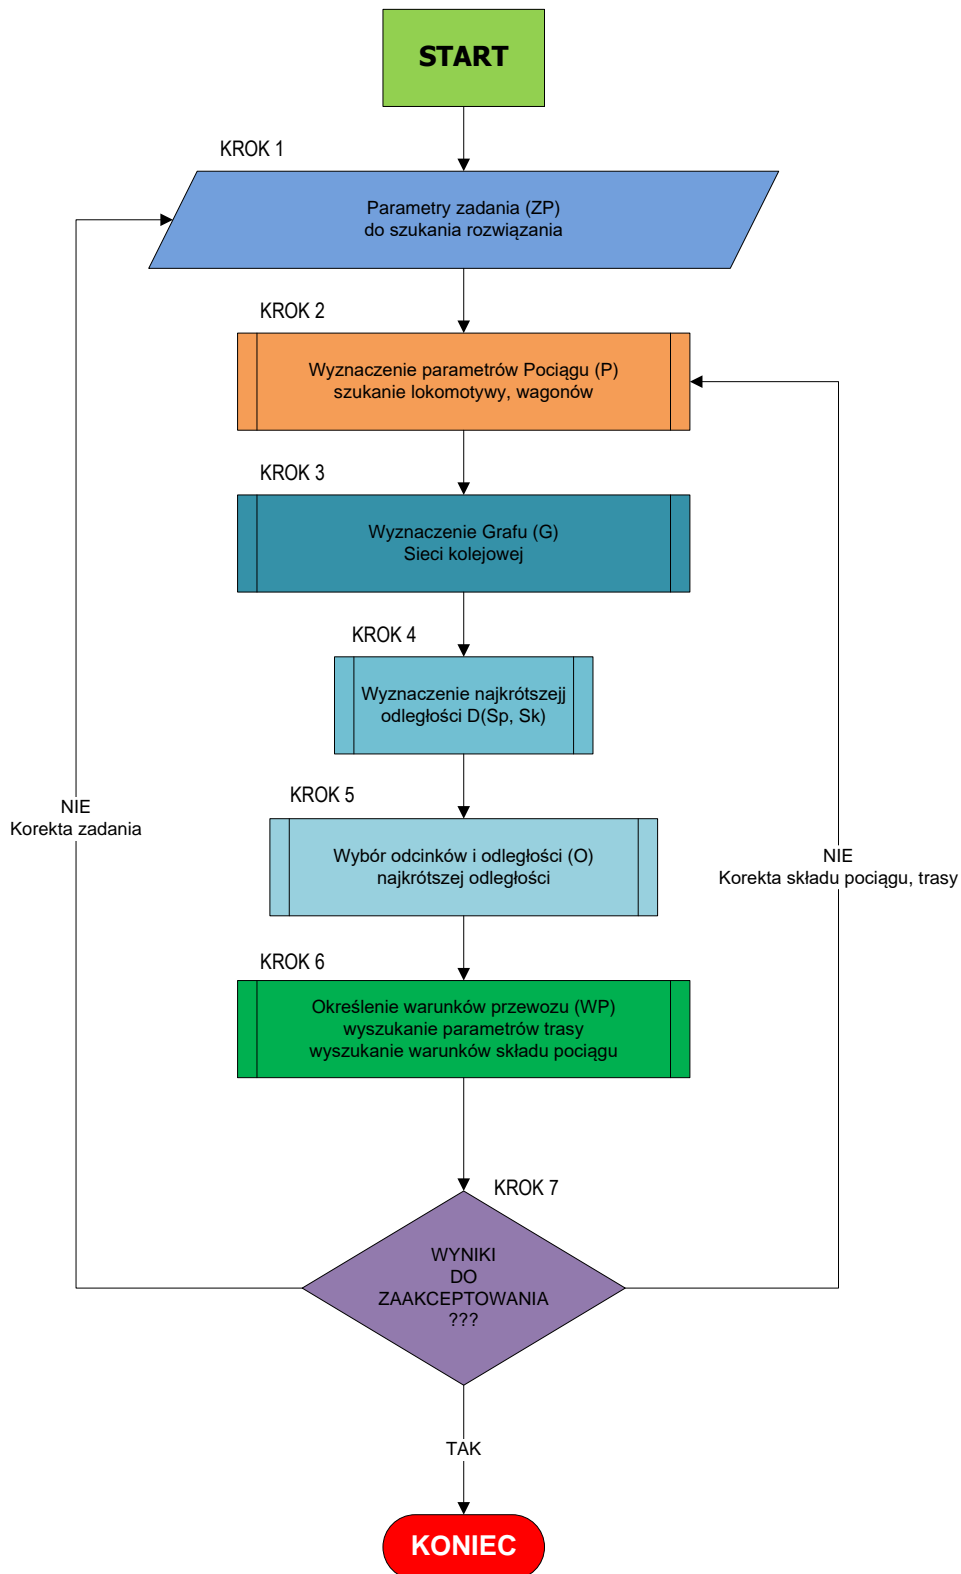 START
KROK 1
Parametry zadania (ZP)
do szukania rozwiązania
KROK 2
Wyznaczenie parametrów Pociągu (P)
szukanie lokomotywy, wagonów
KROK 3
Wyznaczenie Grafu (G)
Sieci kolejowej
KROK 4
Wyznaczenie najkrótszejj
odległości D(Sp, Sk)
KROK 5
Wybór odcinków i odległości (O)
najkrótszej odległości
NIE
Korekta zadania
NIE
Korekta składu pociągu, trasy
KROK 6
Określenie warunków przewozu (WP)
wyszukanie parametrów trasy
wyszukanie warunków składu pociągu
KROK 7
WYNIKI
DO
ZAAKCEPTOWANIA
???
TAK
KONIEC